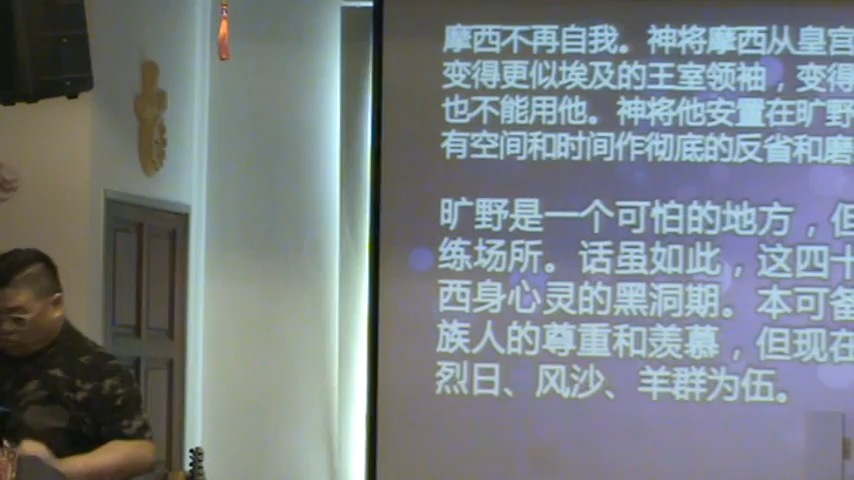 摩西不再自我。神将摩西从皇宫
变得更似埃及的王室领袖，变得
也不能用他。神将他安置在旷野
有空间和时间作彻底的反省和磨
旷野是一个可怕的地方，但
练场所。话虽如此，这四十
西身心灵的黑洞期。本可备
族人的尊重和羡慕，但现在
烈日、风沙、羊群为伍。